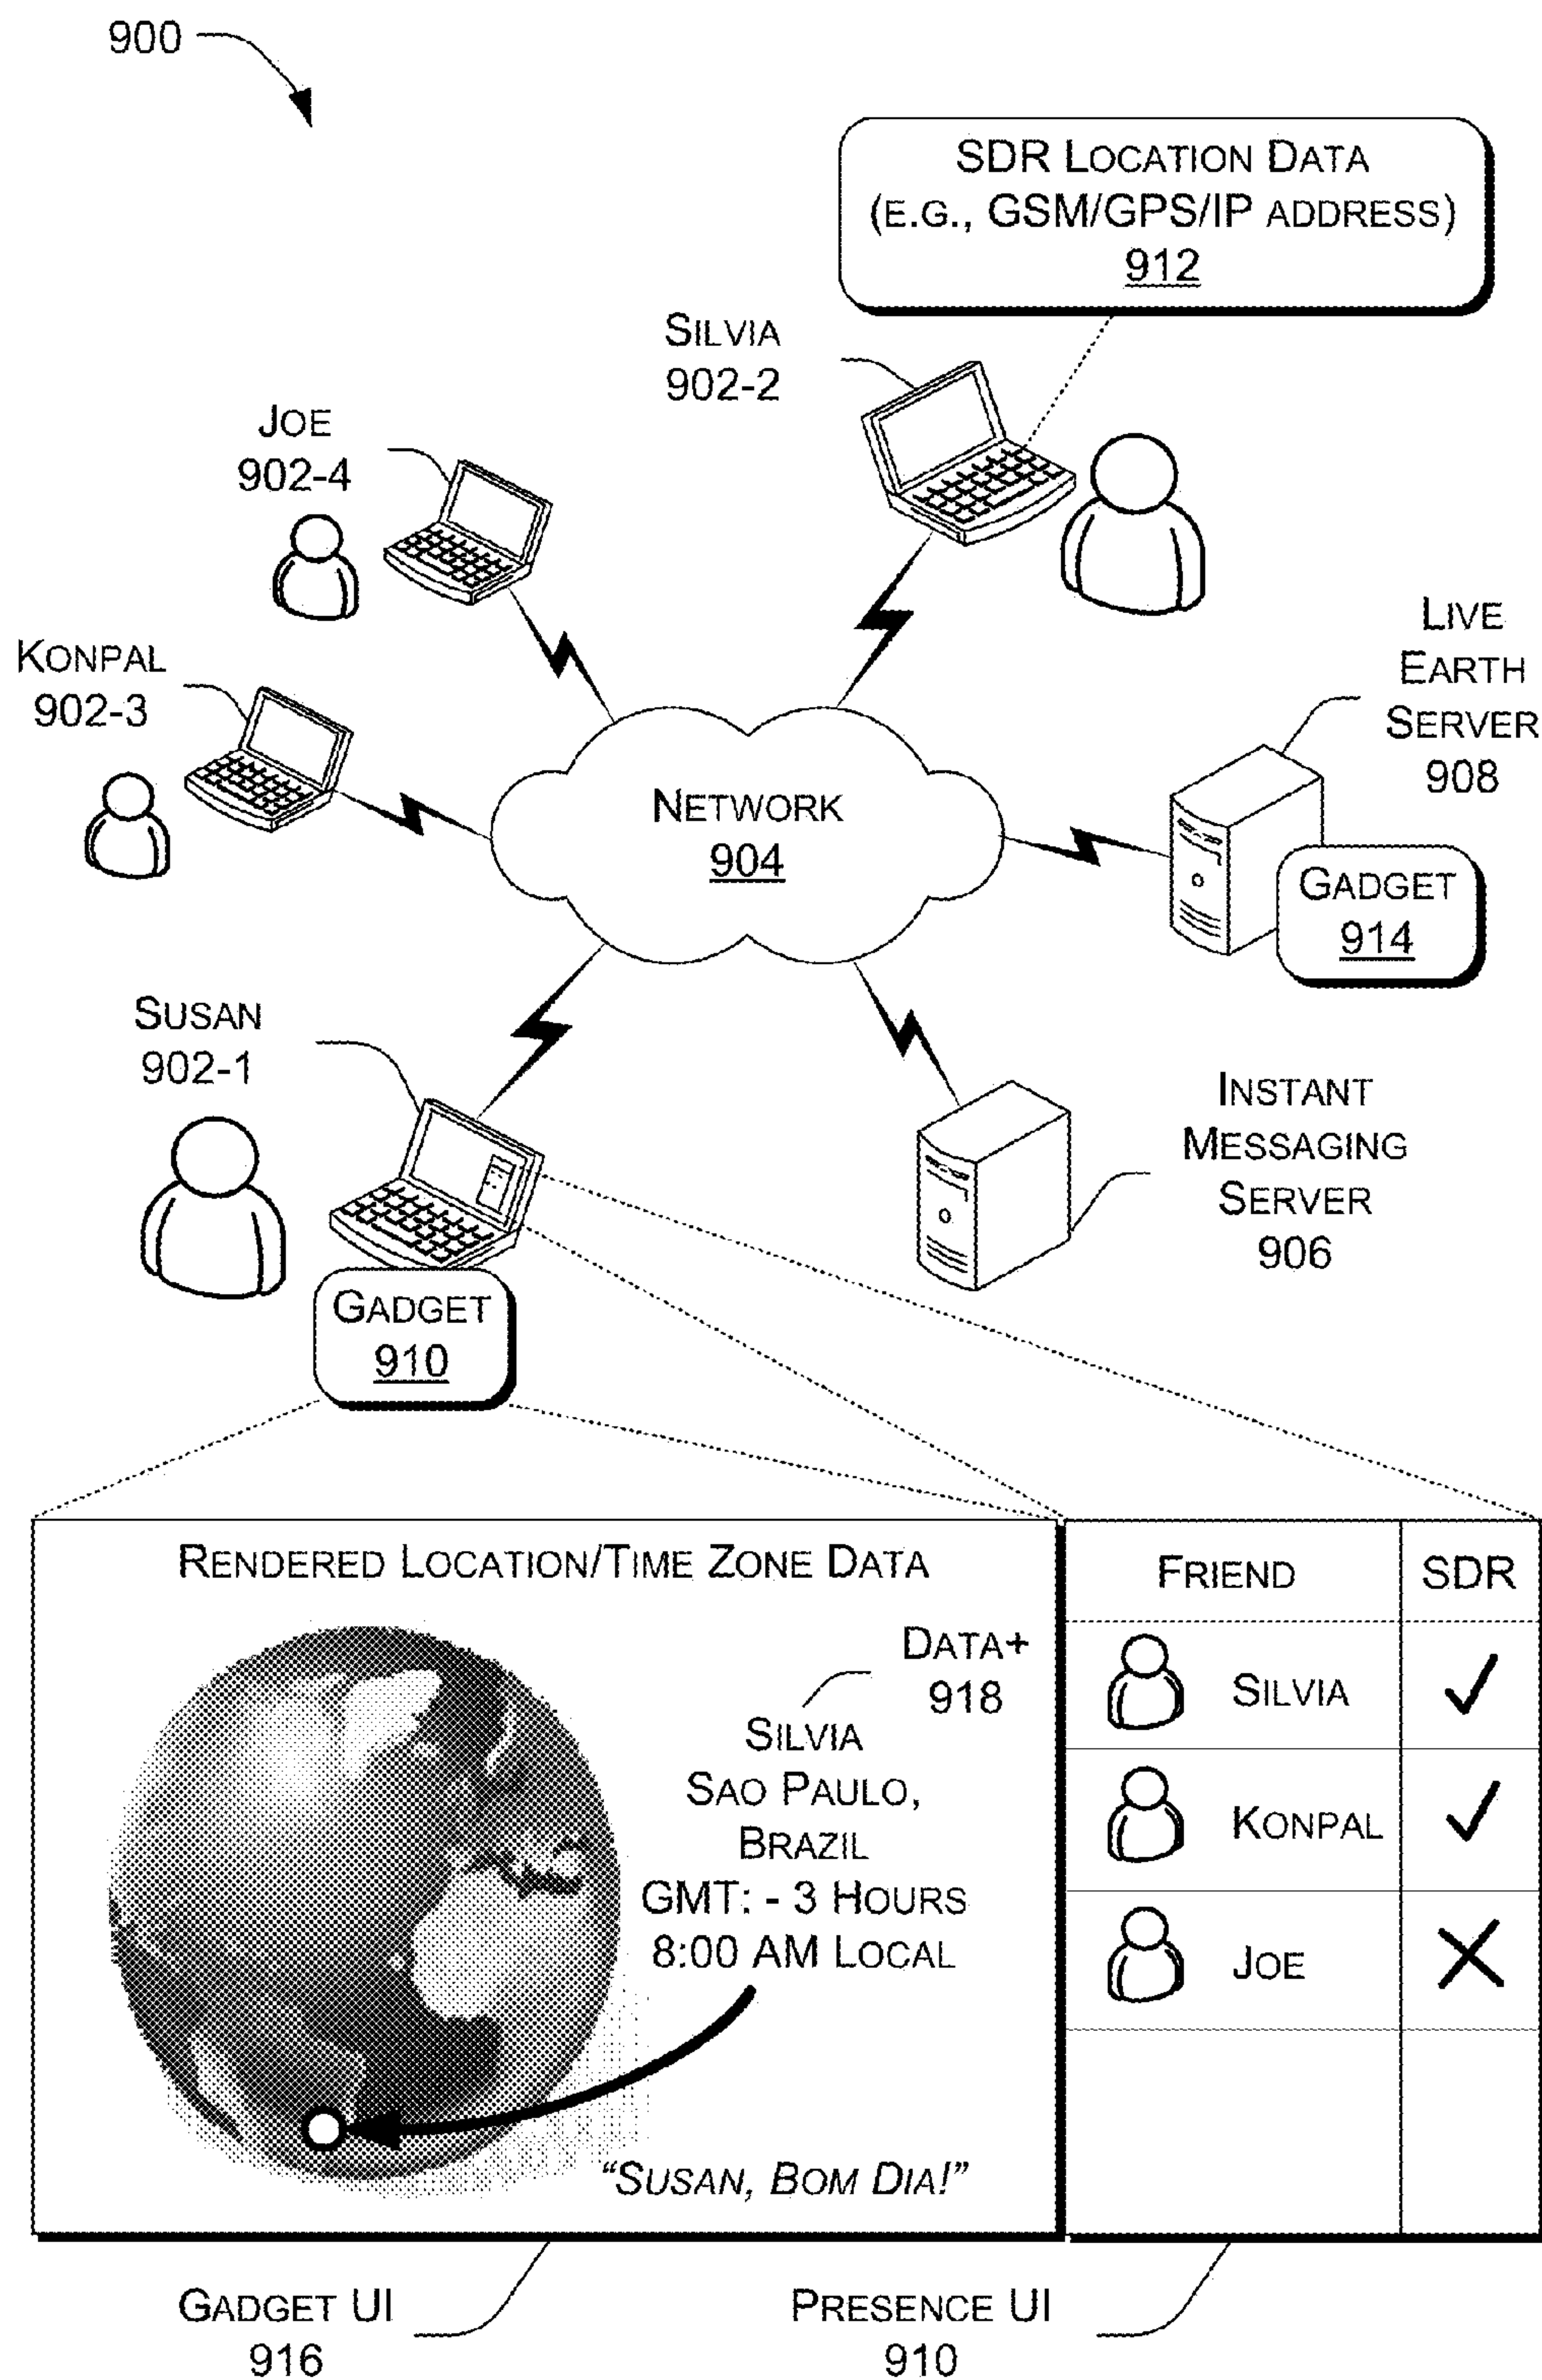 900
SDR LOCATION DATA
(E.G., GSM/GPS/IP ADDRESS)
912
SILVIA
902-2
JOE
902-4
KONPAL
902-3
LIVE
EARTH
SERVER
908
NETWORK
904
GADGET
914
SUSAN
902-1
INSTANT
MESSAGING
SERVER
906
GADGET
910
RENDERED LOCATION/TIME ZONE DATA
DATA+
918
SILVIA
SAO PAULO,
BRAZIL
GMT: - 3 HOURS
8:00 AM LOCAL
"SUSAN, BOM DIA!"
FRIEND SDR
SILVIA
KONPAL
JOE
GADGET UI
916
PRESENCE UI
910